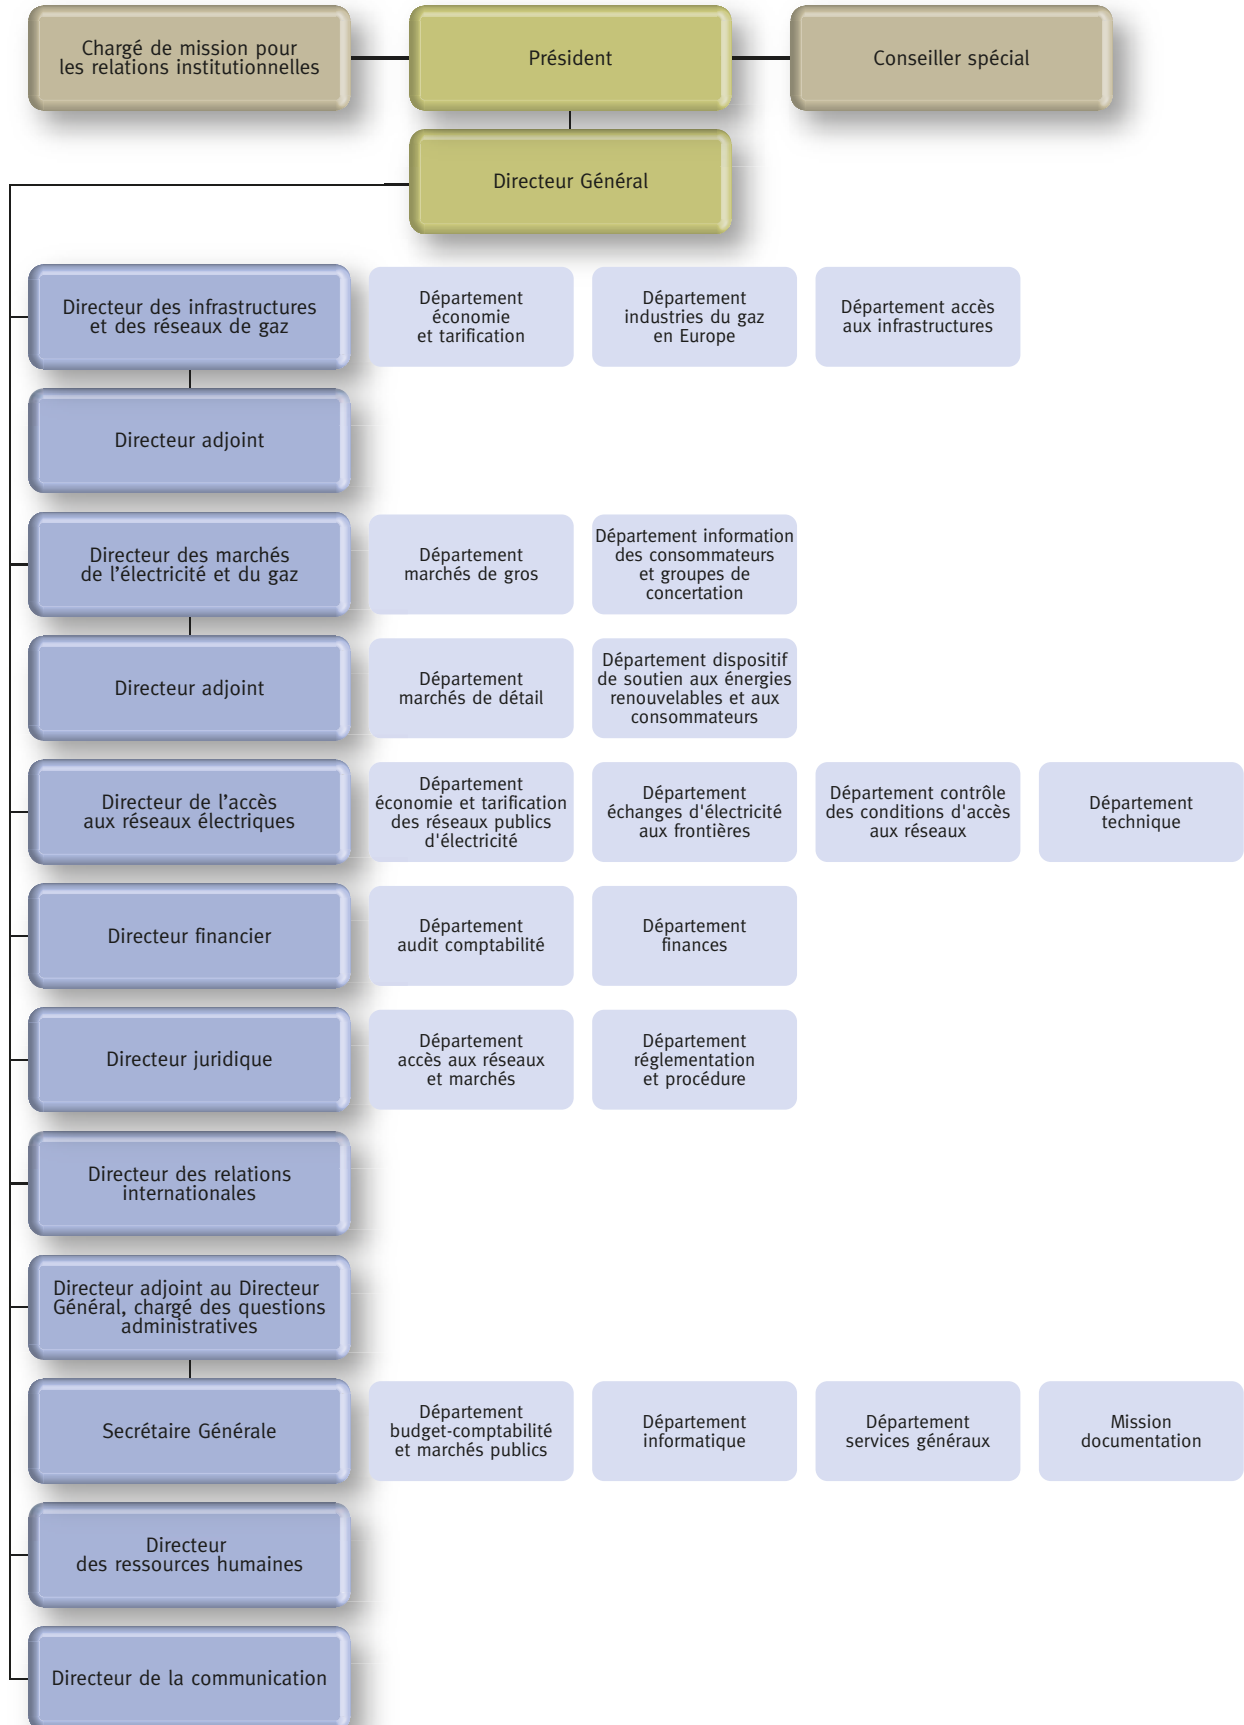 Chargé de mission pour
les relations institutionnelles
Président
Conseiller spécial
Directeur Général
Directeur des infrastructures
et des réseaux de gaz
Département
économie
et tarification
Département
industries du gaz
en Europe
Département accès
aux infrastructures
Directeur adjoint
Directeur des marchés
de l’électricité et du gaz
Département
marchés de gros
Département information
des consommateurs
et groupes de
concertation
Directeur adjoint
Département
marchés de détail
Département dispositif
de soutien aux énergies
renouvelables et aux
consommateurs
Directeur de l’accès
aux réseaux électriques
Département
économie et tarification
des réseaux publics
d'électricité
Département
échanges d'électricité
aux frontières
Département contrôle
des conditions d'accès
aux réseaux
Département
technique
Directeur financier
Département
audit comptabilité
Département
finances
Directeur juridique
Département
accès aux réseaux
et marchés
Département
réglementation
et procédure
Directeur des relations
internationales
Directeur adjoint au Directeur
Général, chargé des questions
administratives
Secrétaire Générale
Département
budget-comptabilité
et marchés publics
Département
informatique
Département
services généraux
Mission
documentation
Directeur
des ressources humaines
Directeur de la communication